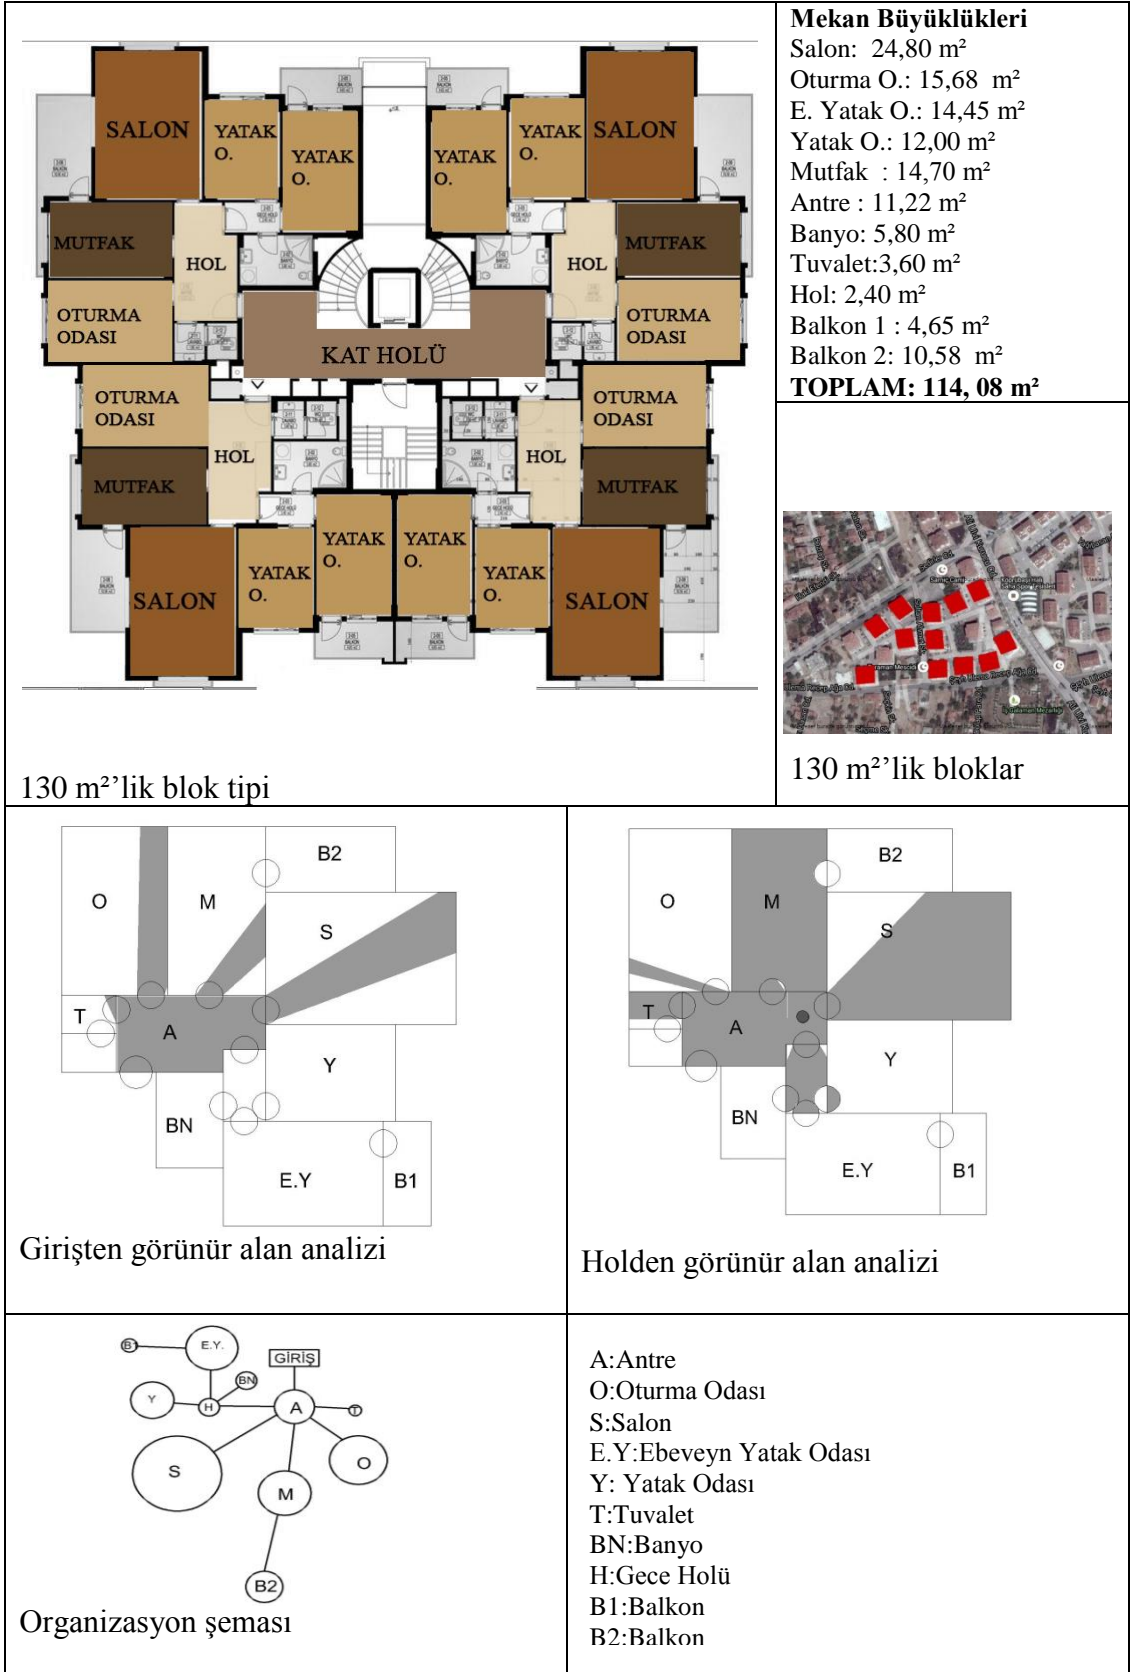 SALON
YATAK
O.
YATAK
O.
YATAK
O.
YATAK
O.
SALON
MUTFAK
HOL
HOL
MUTFAK
OTURMA
ODASI
OTURMA
ODASI
KAT HOLÜ
OTURMA
ODASI
OTURMA
ODASI
HOL
HOL
MUTFAK
MUTFAK
SALON
YATAK
O.
YATAK
O.
YATAK
O.
YATAK
O.
SALON
130 m²’lik blok tipi
Mekan Büyüklükleri
Salon: 24,80 m²
Oturma O.: 15,68 m²
E. Yatak O.: 14,45 m²
Yatak O.: 12,00 m²
Mutfak : 14,70 m²
Antre : 11,22 m²
Banyo: 5,80 m²
Tuvalet:3,60 m²
Hol: 2,40 m²
Balkon 1 : 4,65 m²
Balkon 2: 10,58 m²
TOPLAM: 114, 08 m²
130 m²’lik bloklar
B2
O
M
S
T
A
Y
BN
E.Y
B1
Girişten görünür alan analizi
B2
O
M
S
T
A
Y
BN
E.Y
B1
Holden görünür alan analizi
B1
E.Y.
GİRİŞ
BN
Y
H
A
T
S
O
M
B2
Organizasyon şeması
A:Antre
O:Oturma Odası
S:Salon
E.Y:Ebeveyn Yatak Odası
Y: Yatak Odası
T:Tuvalet
BN:Banyo
H:Gece Holü
B1:Balkon
B2:Balkon